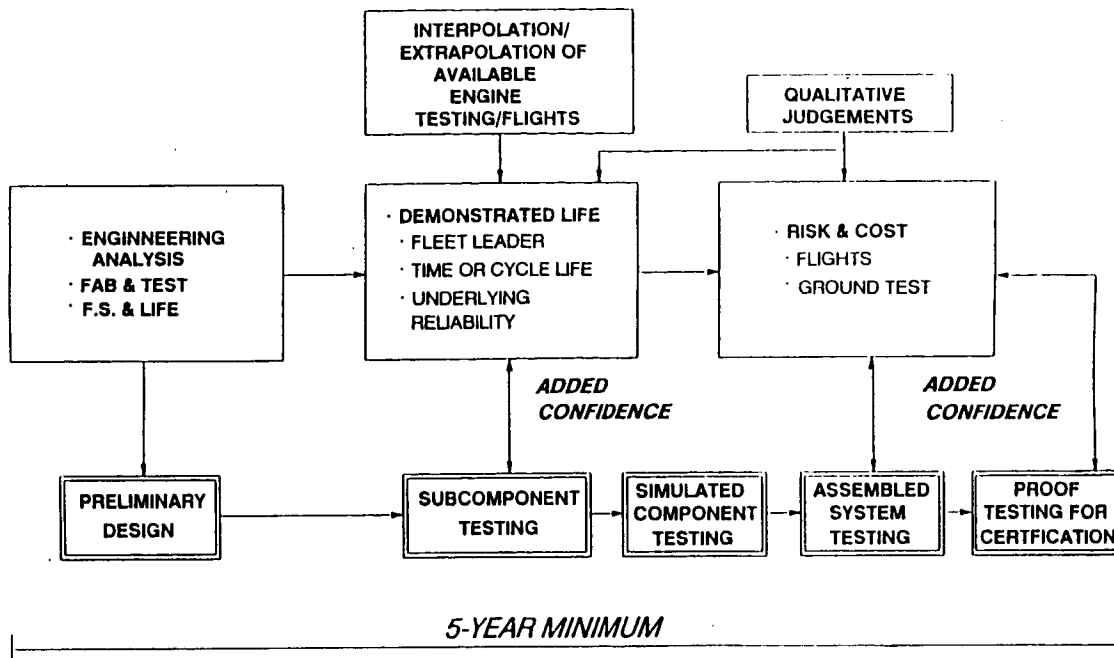 INTERPOLATION/
EXTRAPOLATION OF
AVAILABLE
ENGINE
TESTING/FLIGHTS
QUALITATIVE
JUDGEMENTS
· ENGINNEERING
ANALYSIS
· FAB & TEST
· F.S. & LIFE
· DEMONSTRATED LIFE
· FLEET LEADER
· TIME OR CYCLE LIFE
· UNDERLYING
RELIABILITY
· RISK & COST
· FLIGHTS
· GROUND TEST
ADDED
CONFIDENCE
ADDED
CONFIDENCE
PRELIMINARY
DESIGN
SUBCOMPONENT
TESTING
SIMULATED
COMPONENT
TESTING
ASSEMBLED
SYSTEM
TESTING
PROOF
TESTING FOR
CERTFICATION
5-YEAR MINIMUM